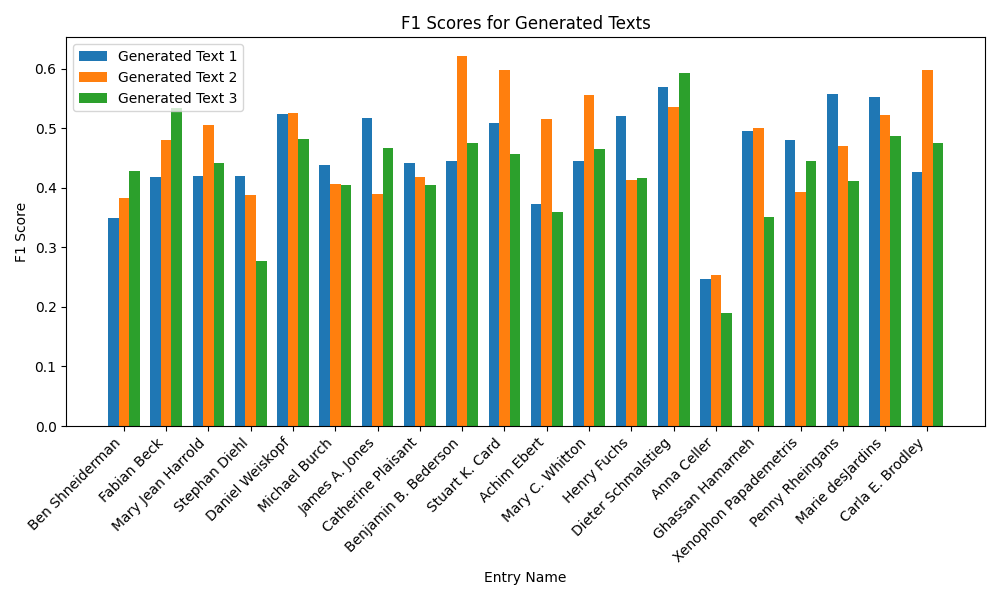 F1 Scores for Generated Texts
Generated Text 1
Generated Text 2
Generated Text 3
F1 Score
0.6
0.5
0.4
0.3
0.2
0.1
0.0
Ben Shneiderman
Fabian Beck
Mary Jean Harrold
Stephan Diehl
Daniel Weiskopf
Michael Burch
James A. Jones
Catherine Plaisant
Benjamin B. Bederson
Stuart K. Card
Achim Ebert
Mary C. Whitton
Henry Fuchs
Dieter Schmalstieg
Anna Celler
Ghassan Hamarneh
Xenophon Papademetris
Penny Rheingans
Marie desJardins
Carla E. Brodley
Entry Name